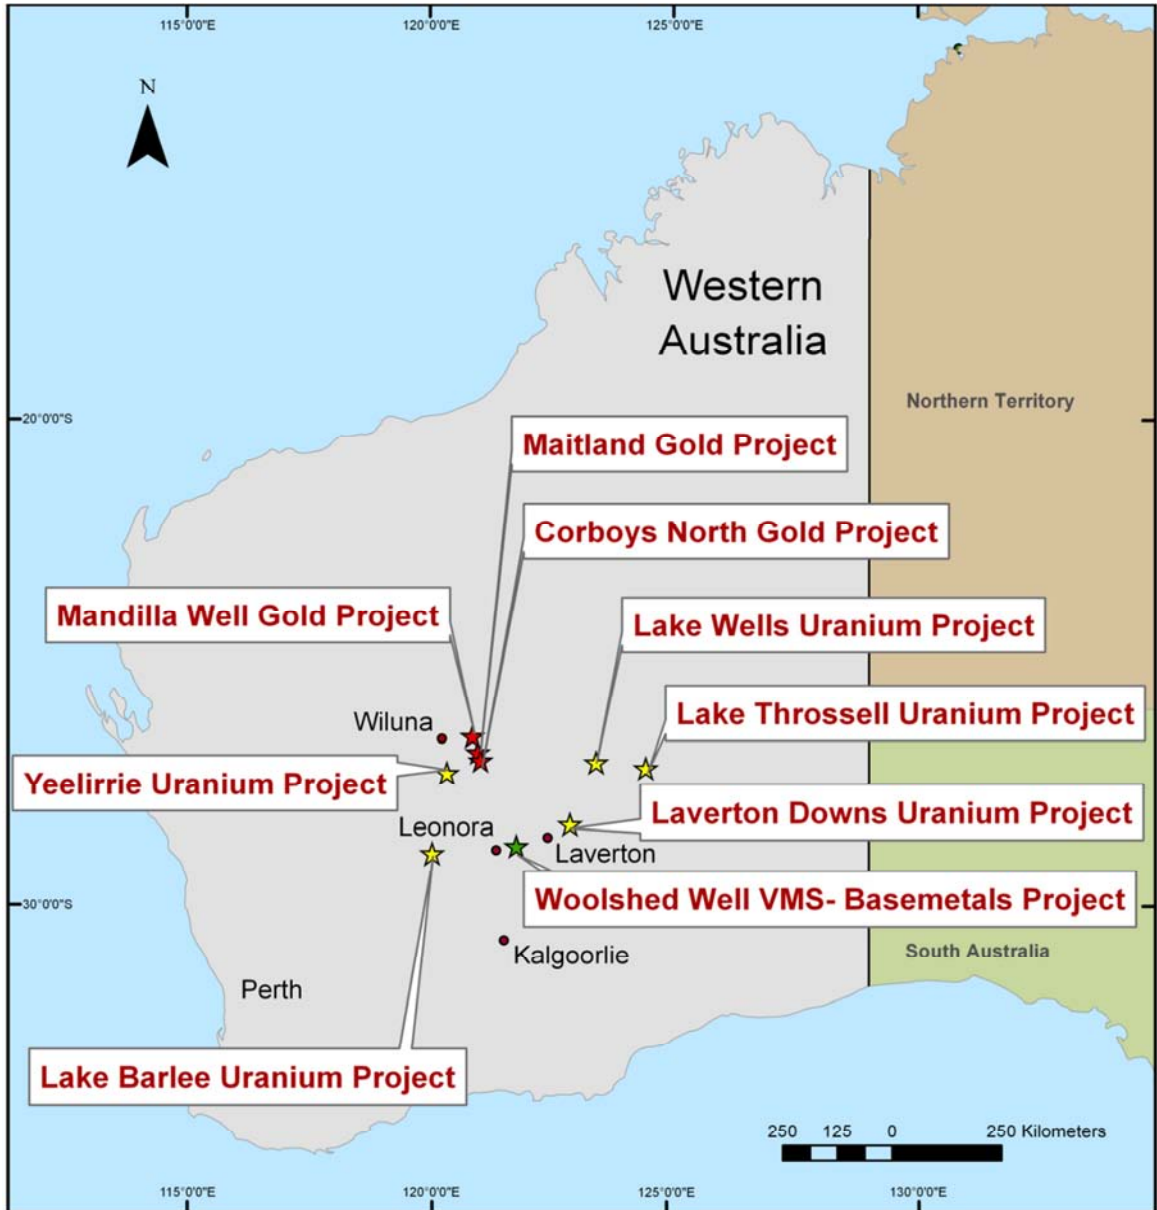 115°0'0"E
120°0'0"E
125°0'0"E
130°0'0"E
N
Western
Australia
20°0'0"S
Northern Territory
Maitland Gold Project
Corboys North Gold Project
Mandilla Well Gold Project
Lake Wells Uranium Project
Lake Throssell Uranium Project
Wiluna
Yeelirrie Uranium Project
Laverton Downs Uranium Project
Leonora
Laverton
Woolshed Well VMS- Basemetals Project
30°0'0"S
South Australia
Kalgoorlie
Perth
Lake Barlee Uranium Project
250 125 0 250 Kilometers
115°0'0"E
120°0'0"E
125°0'0"E
130°0'0"E